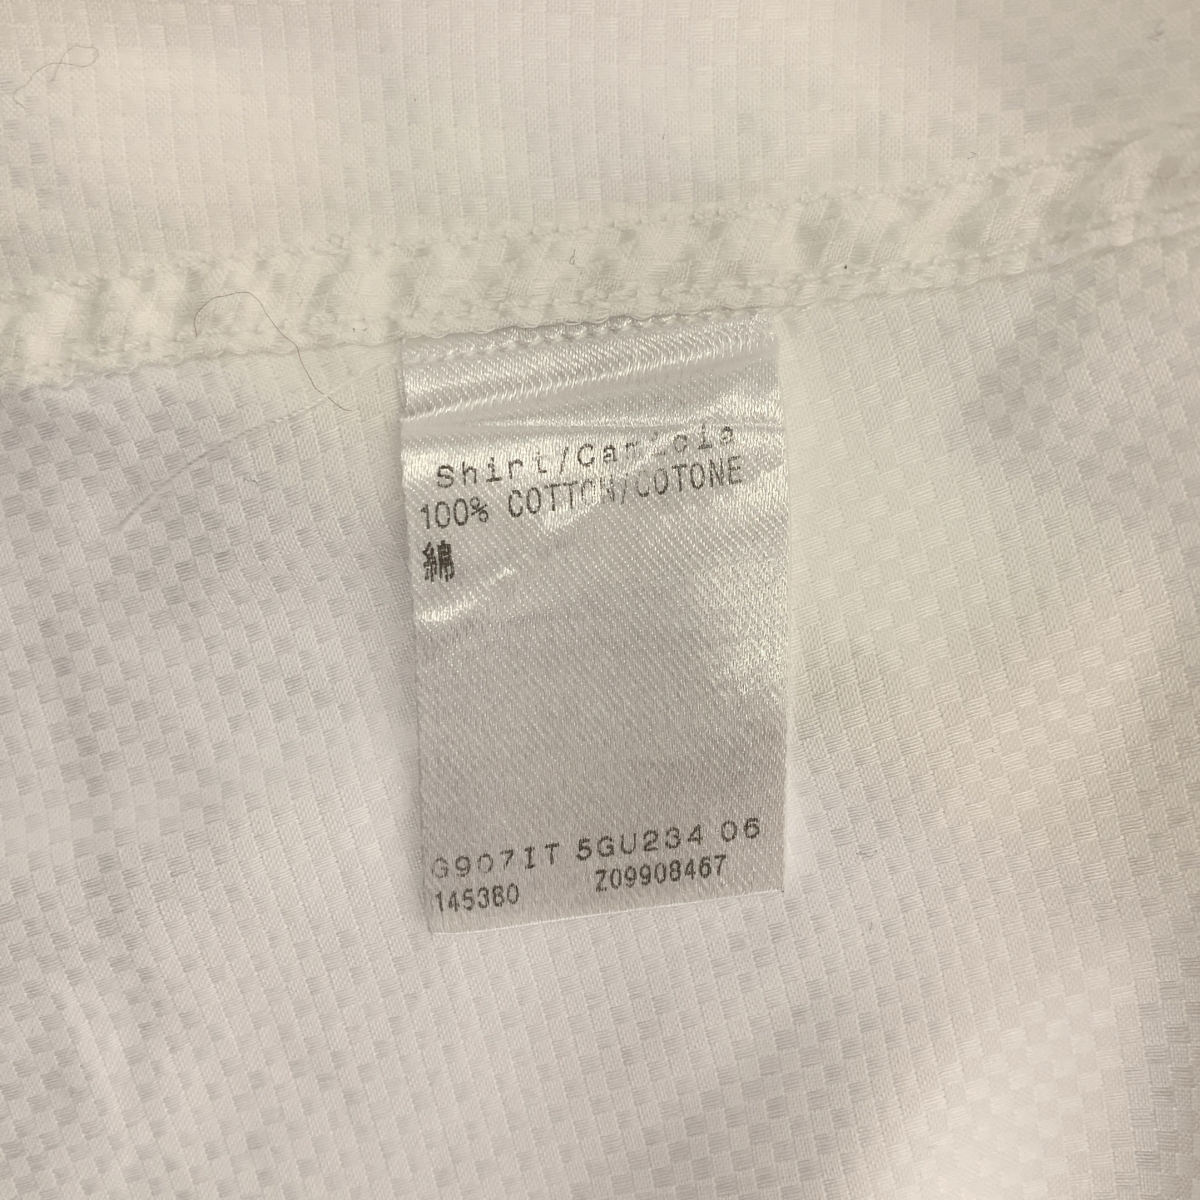 Shirt/Camicia
100% COTTON/COTONE
綿
G907IT 5GU234 06
145380 Z09908467